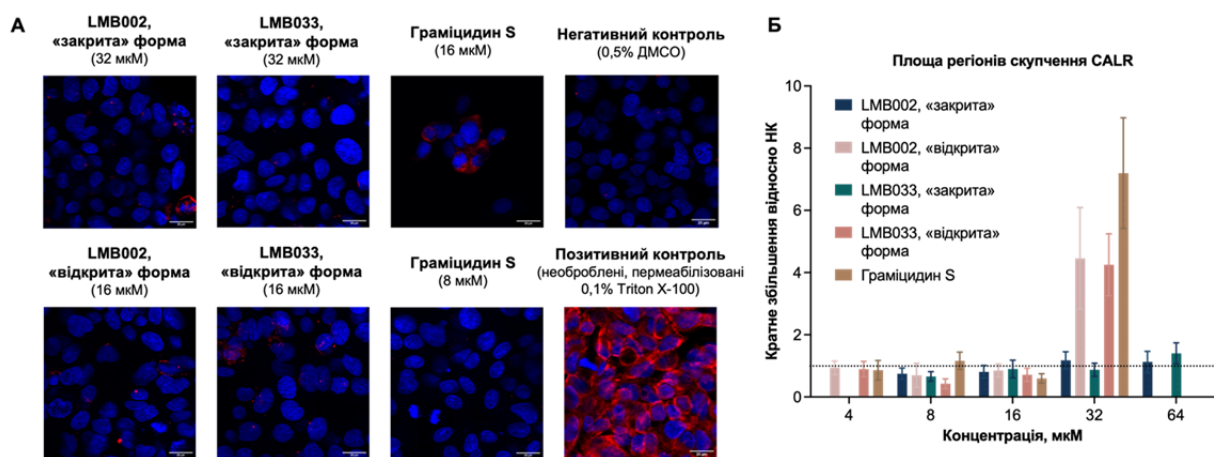 А
LMB002,
«закрита» форма
(32 мкМ)
LMB033,
«закрита» форма
(32 мкМ)
Граміцидин S
(16 мкМ)
Негативний контроль
(0,5% ДМСО)
LMB002,
«відкрита» форма
(16 мкМ)
LMB033,
«відкрита» форма
(16 мкМ)
Граміцидин S
(8 мкМ)
Позитивний контроль
(необроблені, пермеабілізовані
0,1% Triton X-100)
Б
Площа регіонів скупчення CALR
Кратне збільшення відносно НК
10
8
6
4
2
0
LMB002, «закрита»
форма
LMB002, «відкрита»
форма
LMB033, «закрита»
форма
LMB033, «відкрита»
форма
Граміцидин S
4 8 16 32 64
Концентрація, мкМ